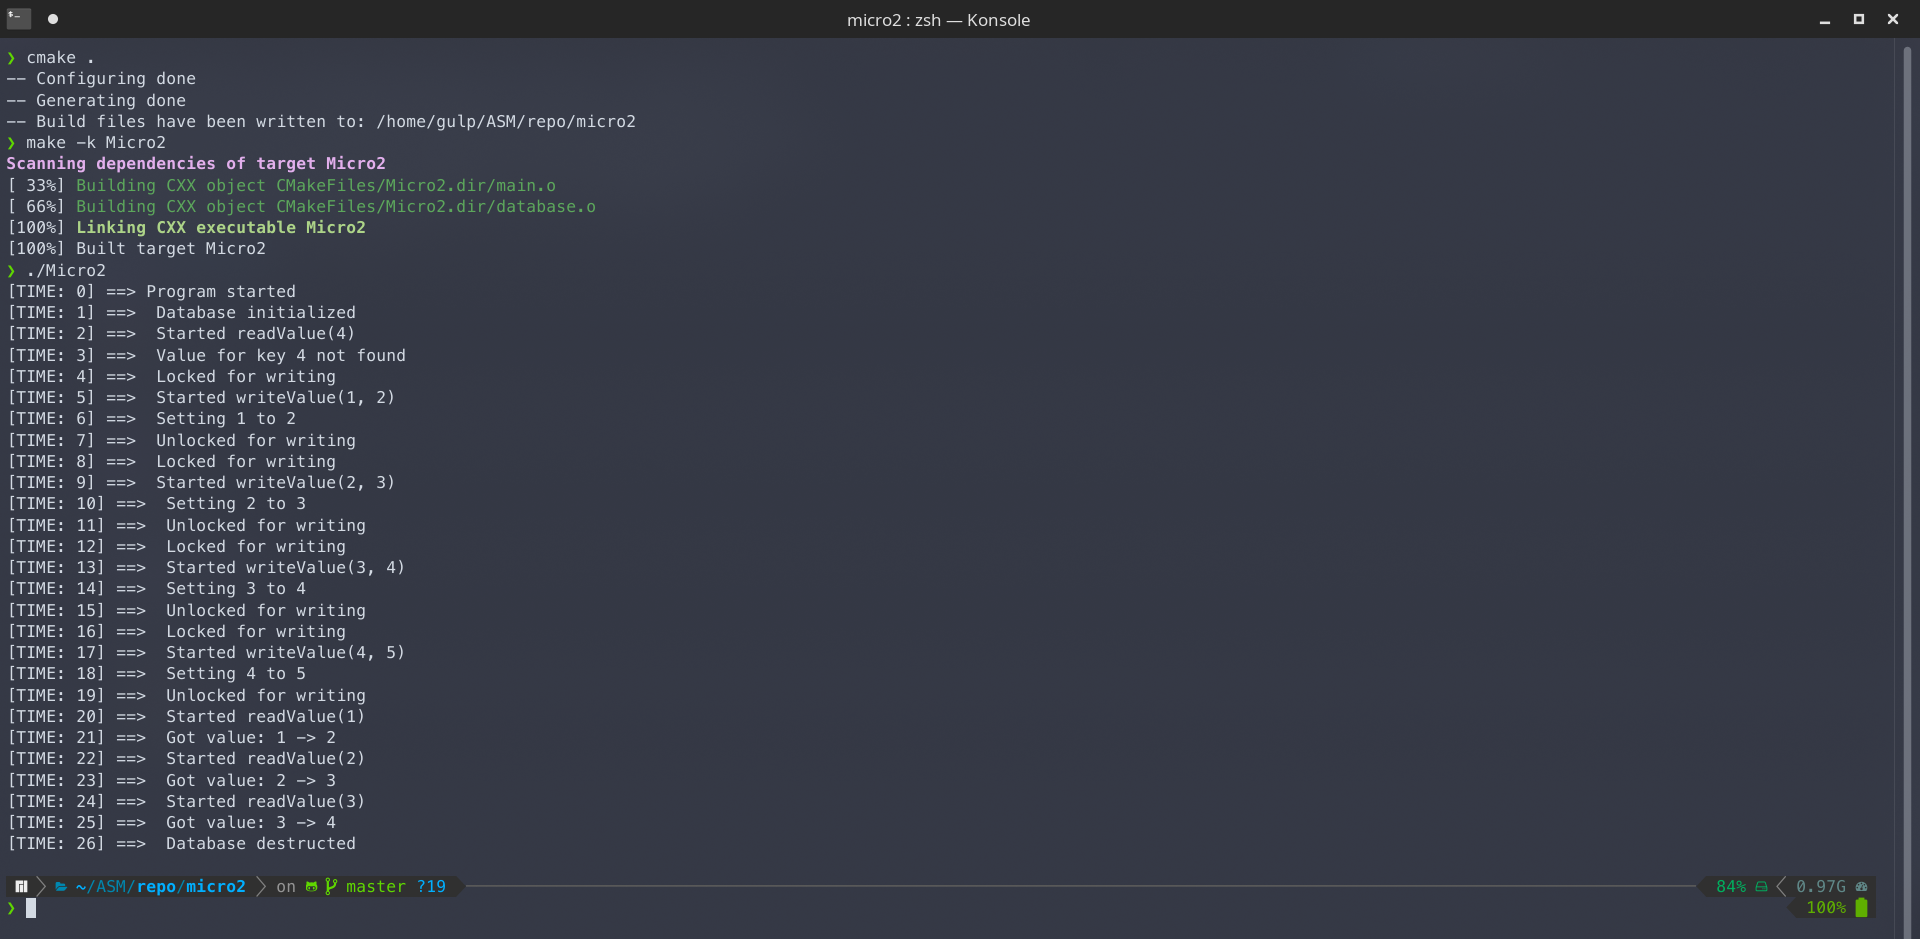 micro2 : zsh — Konsole
❯ cmake .
-- Configuring done
-- Generating done
-- Build files have been written to: /home/gulp/ASM/repo/micro2
❯ make -k Micro2
Scanning dependencies of target Micro2
[ 33%] Building CXX object CMakeFiles/Micro2.dir/main.o
[ 66%] Building CXX object CMakeFiles/Micro2.dir/database.o
[100%] Linking CXX executable Micro2
[100%] Built target Micro2
❯ ./Micro2
[TIME: 0] ==> Program started
[TIME: 1] ==>  Database initialized
[TIME: 2] ==>  Started readValue(4)
[TIME: 3] ==>  Value for key 4 not found
[TIME: 4] ==>  Locked for writing
[TIME: 5] ==>  Started writeValue(1, 2)
[TIME: 6] ==>  Setting 1 to 2
[TIME: 7] ==>  Unlocked for writing
[TIME: 8] ==>  Locked for writing
[TIME: 9] ==>  Started writeValue(2, 3)
[TIME: 10] ==>  Setting 2 to 3
[TIME: 11] ==>  Unlocked for writing
[TIME: 12] ==>  Locked for writing
[TIME: 13] ==>  Started writeValue(3, 4)
[TIME: 14] ==>  Setting 3 to 4
[TIME: 15] ==>  Unlocked for writing
[TIME: 16] ==>  Locked for writing
[TIME: 17] ==>  Started writeValue(4, 5)
[TIME: 18] ==>  Setting 4 to 5
[TIME: 19] ==>  Unlocked for writing
[TIME: 20] ==>  Started readValue(1)
[TIME: 21] ==>  Got value: 1 -> 2
[TIME: 22] ==>  Started readValue(2)
[TIME: 23] ==>  Got value: 2 -> 3
[TIME: 24] ==>  Started readValue(3)
[TIME: 25] ==>  Got value: 3 -> 4
[TIME: 26] ==>  Database destructed
~/ASM/repo/micro2 on master ?19 84% 0.97G
❯ 100%